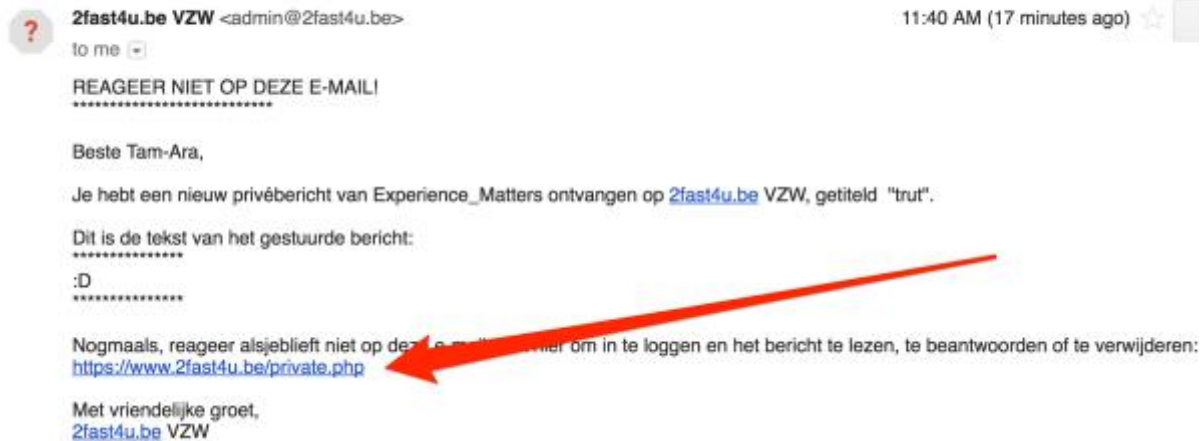 ?
2fast4u.be VZW <admin@2fast4u.be>
11:40 AM (17 minutes ago)
to me
REAGEER NIET OP DEZE E-MAIL!
****************************
Beste Tam-Ara,
Je hebt een nieuw privébericht van Experience_Matters ontvangen op 2fast4u.be VZW, getiteld "trut".
Dit is de tekst van het gestuurde bericht:
***************
:D
***************
Nogmaals, reageer alsjeblieft niet op deze om in te loggen en het bericht te lezen, te beantwoorden of te verwijderen:
https://www.2fast4u.be/private.php
Met vriendelijke groet,
2fast4u.be VZW